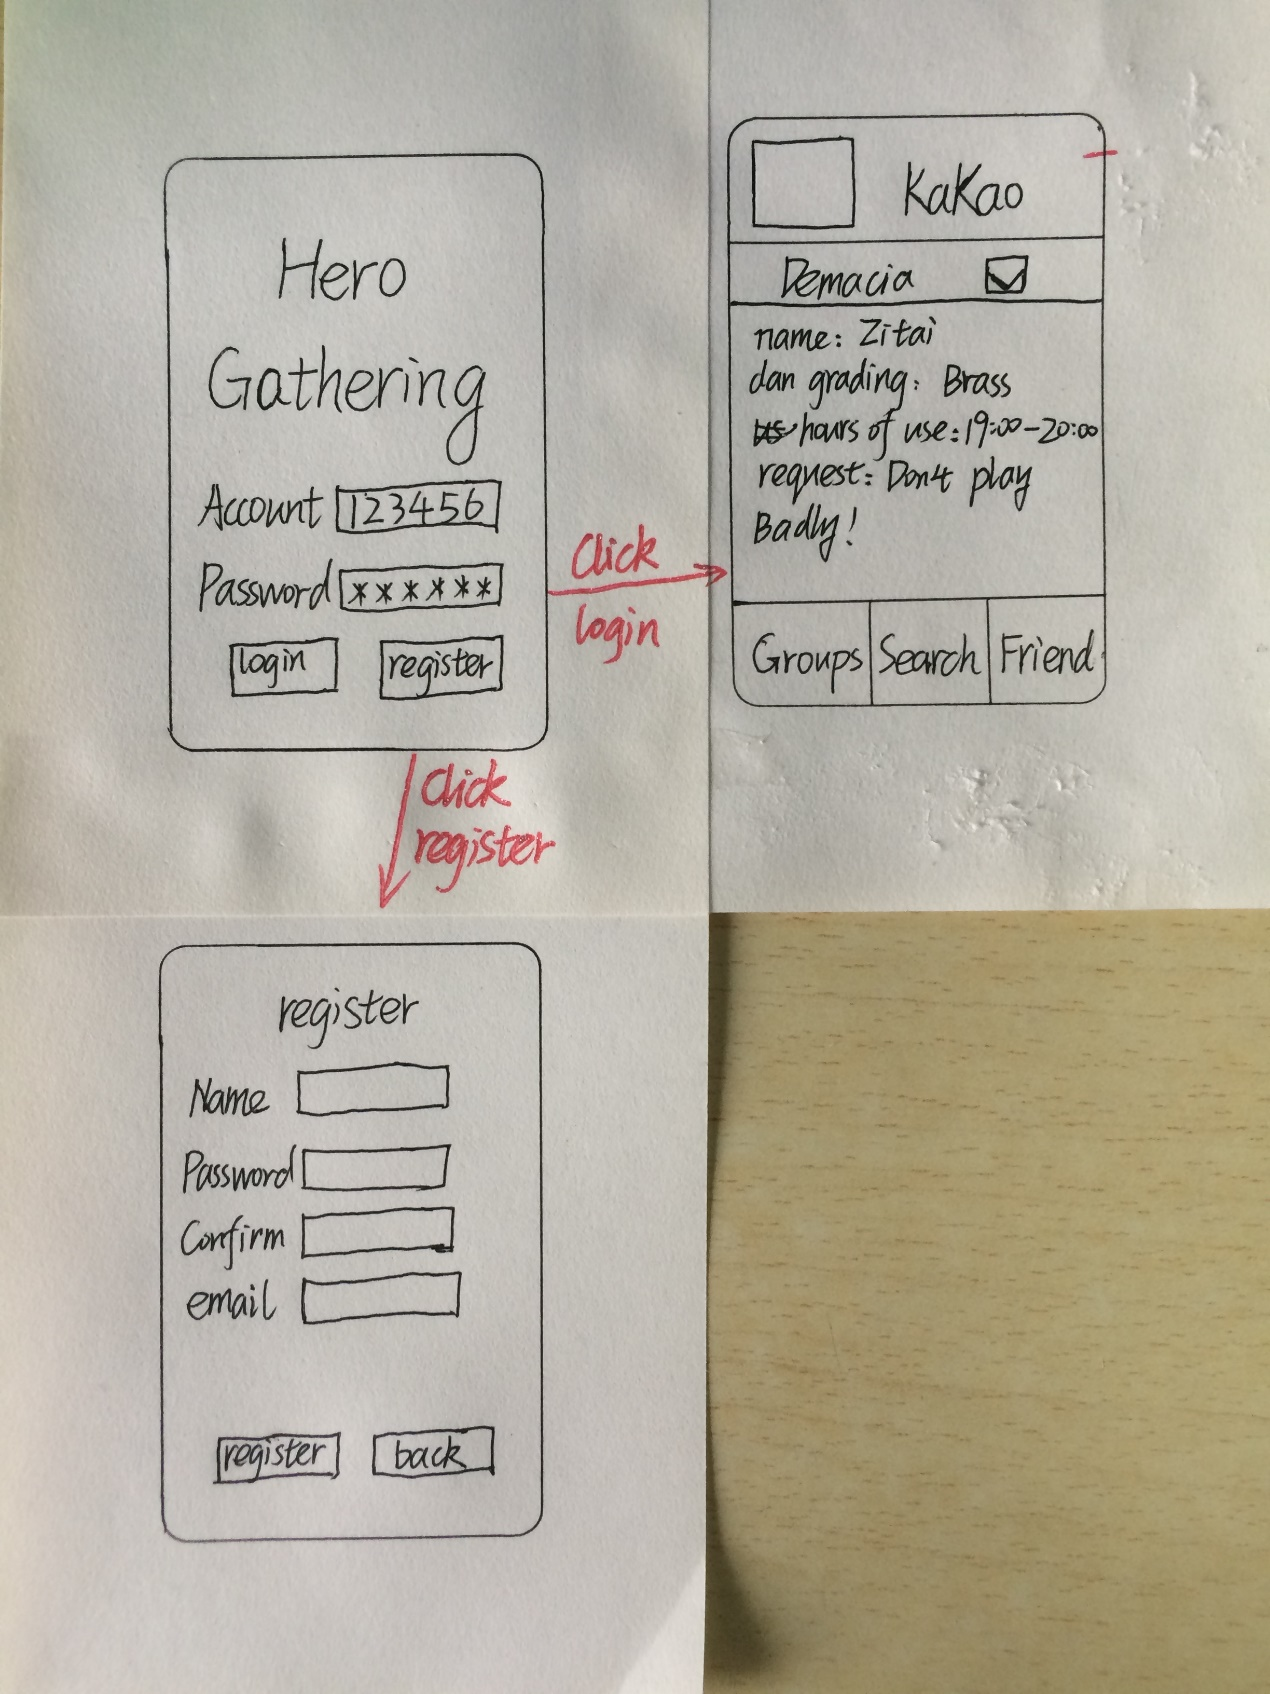 Hero
Gathering
Account 123456
Password ******
login register
Click
login
KaKao
Demacia
name: Zitai
dan grading: Brass
hours of use: 19:00-20:00
request: Don't play
Badly!
Groups Search Friend
Click
register
register
Name
Password
Confirm
email
register back